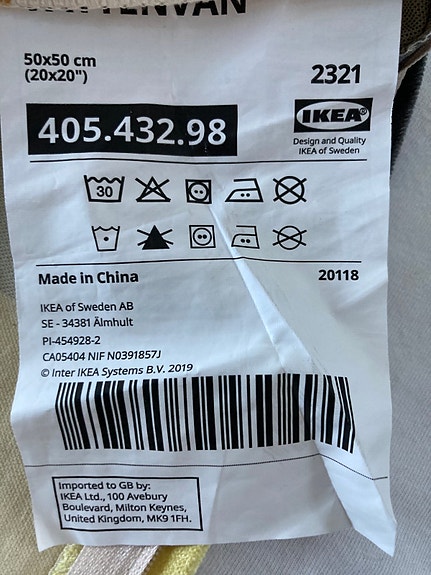 50x50 cm
(20x20")
2321
405.432.98
IKEA®
Design and Quality
IKEA of Sweden
30
Made in China
20118
IKEA of Sweden AB
SE - 34381 Älmhult
PI-454928-2
CA05404 NIF N0391857J
© Inter IKEA Systems B.V. 2019
Imported to GB by:
IKEA Ltd., 100 Avebury
Boulevard, Milton Keynes,
United Kingdom, MK9 1FH.